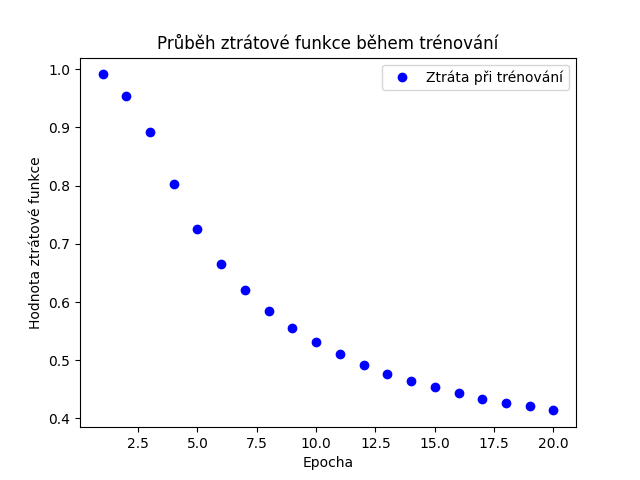 Průběh ztrátové funkce během trénování
Ztráta při trénování
Hodnota ztrátové funkce
1.0
0.9
0.8
0.7
0.6
0.5
0.4
2.5 5.0 7.5 10.0 12.5 15.0 17.5 20.0
Epocha